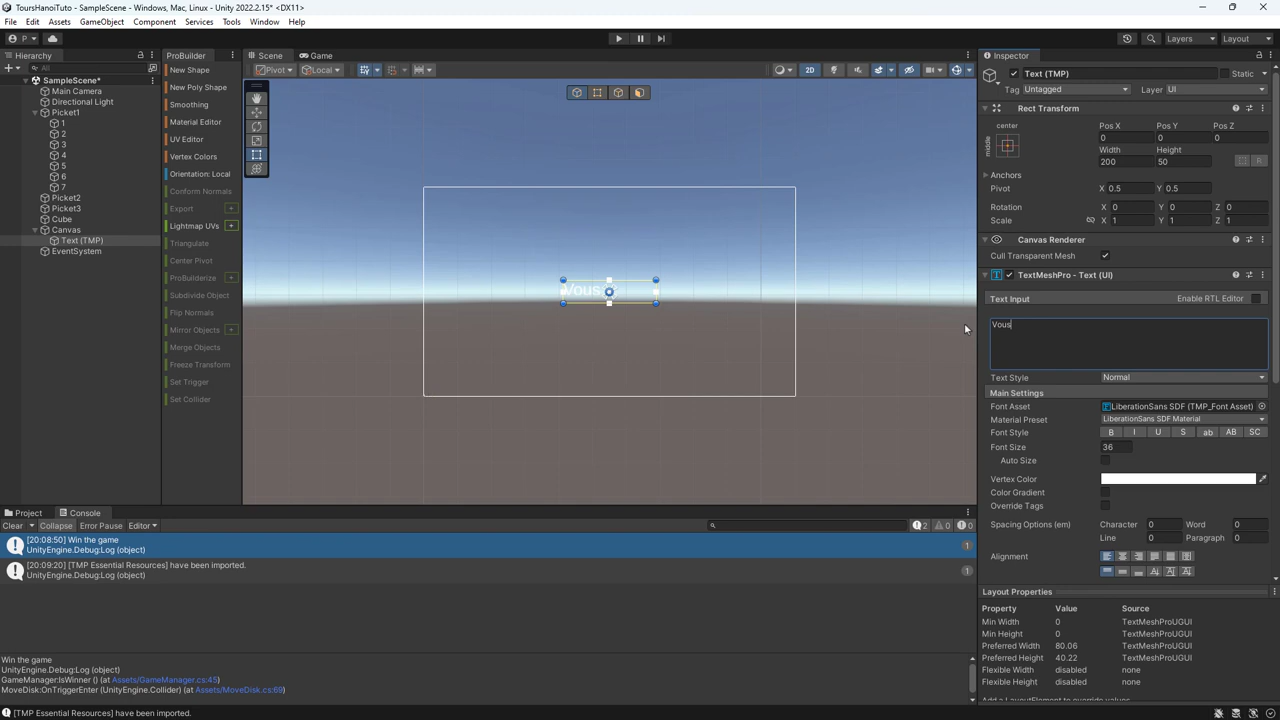 ToursHanoiTuto - SampleScene - Windows, Mac, Linux - Unity 2022.2.15* <DX11>
File Edit Assets GameObject Component Services Tools Window Help
P Layers Layout
Hierarchy ProBuilder Scene Game Inspector
All
SampleScene*
Main Camera
Directional Light
Picket1
1
2
3
4
5
6
7
Picket2
Picket3
Cube
Canvas
Text (TMP)
EventSystem
New Shape
New Poly Shape
Smoothing
Material Editor
UV Editor
Vertex Colors
Orientation: Local
Conform Normals
Export
Lightmap UVs
Triangulate
Center Pivot
ProBuilderize
Subdivide Object
Flip Normals
Mirror Objects
Merge Objects
Freeze Transform
Set Trigger
Set Collider
Pivot Local 2D
Vous
Text (TMP) Static
Tag Untagged Layer UI
Rect Transform
center Pos X Pos Y Pos Z
middle 0 0 0
Width Height
200 50 R
Anchors
Pivot X 0.5 Y 0.5
Rotation X 0 Y 0 Z 0
Scale X 1 Y 1 Z 1
Canvas Renderer
Cull Transparent Mesh
TextMeshPro - Text (UI)
Text Input Enable RTL Editor
Vous
Text Style Normal
Main Settings
Font Asset LiberationSans SDF (TMP_Font Asset)
Material Preset LiberationSans SDF Material
Font Style B I U S ab AB SC
Font Size 36
Auto Size
Vertex Color
Color Gradient
Override Tags
Spacing Options (em) Character 0 Word 0
Line 0 Paragraph 0
Alignment
Layout Properties
Property Value Source
Min Width 0 TextMeshProUGUI
Min Height 0 TextMeshProUGUI
Preferred Width 80.06 TextMeshProUGUI
Preferred Height 40.22 TextMeshProUGUI
Flexible Width disabled none
Flexible Height disabled none
Add a LayoutElement to override values
Project Console
Clear Collapse Error Pause Editor 2 0 0
[20:08:50] Win the game
UnityEngine.Debug:Log (object) 1
[20:09:20] [TMP Essential Resources] have been imported.
UnityEngine.Debug:Log (object) 1
Win the game
UnityEngine.Debug:Log (object)
GameManager:IsWinner () (at Assets/GameManager.cs:45)
MoveDisk:OnTriggerEnter (UnityEngine.Collider) (at Assets/MoveDisk.cs:69)
[TMP Essential Resources] have been imported.